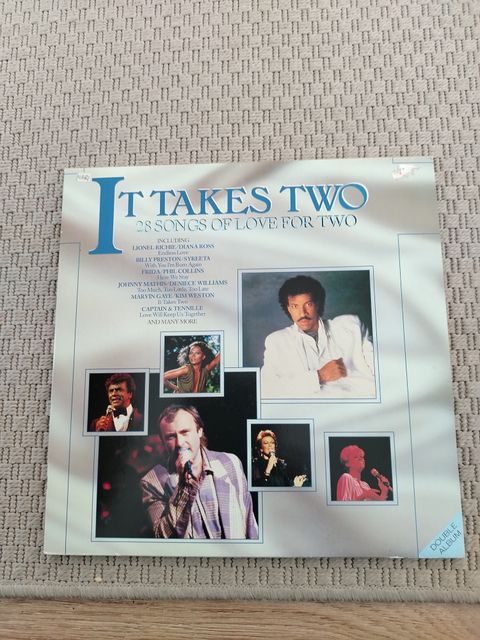 IT TAKES TWO
28 SONGS OF LOVE FOR TWO
INCLUDING
LIONEL RICHIE/DIANA ROSS
Endless Love
BILLY PRESTON/SYREETA
With You I'm Born Again
FRIDA/PHIL COLLINS
Here We Stay
JOHNNY MATHIS/DENIECE WILLIAMS
Too Much, Too Little, Too Late
MARVIN GAYE/KIM WESTON
It Takes Two
CAPTAIN & TENNILLE
Love Will Keep Us Together
AND MANY MORE
DOUBLE
ALBUM